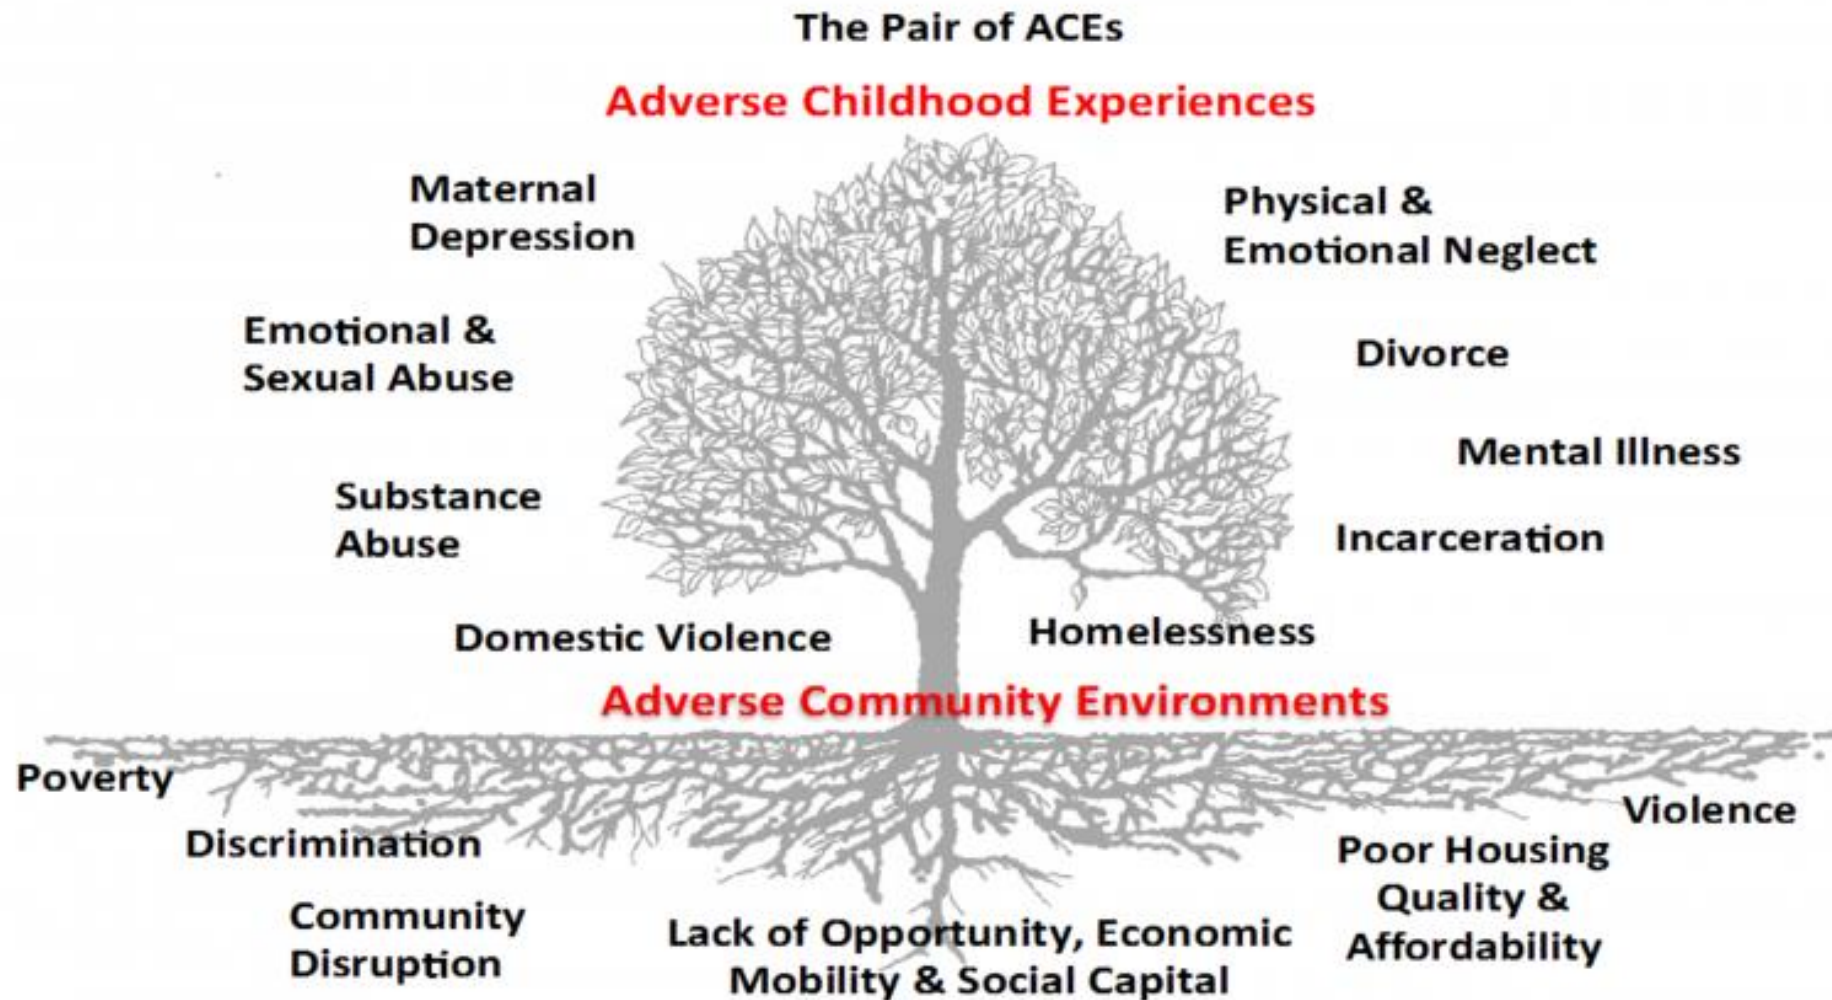 The Pair of ACEs
Adverse Childhood Experiences
Maternal
Depression
Physical &
Emotional Neglect
Emotional &
Sexual Abuse
Divorce
Mental Illness
Substance
Abuse
Incarceration
Domestic Violence
Homelessness
Adverse Community Environments
Poverty
Violence
Discrimination
Poor Housing
Quality &
Affordability
Community
Disruption
Lack of Opportunity, Economic
Mobility & Social Capital